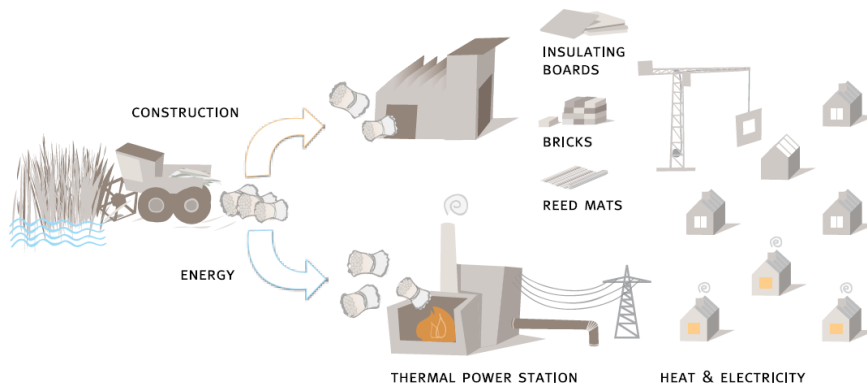 INSULATING
BOARDS
CONSTRUCTION
BRICKS
REED MATS
ENERGY
THERMAL POWER STATION
HEAT & ELECTRICITY